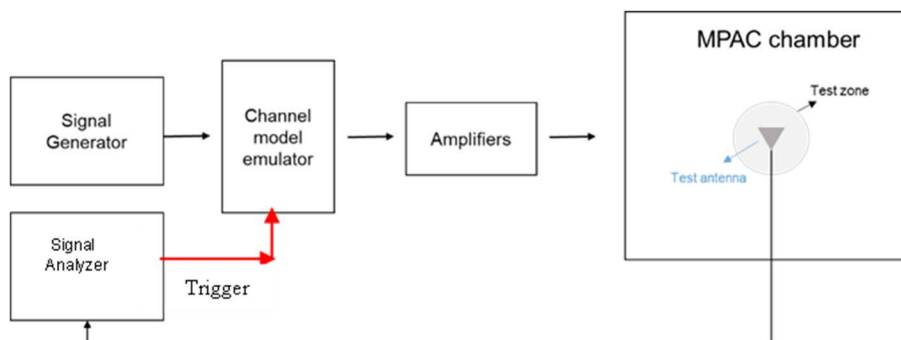 MPAC chamber
Test zone
Test antenna
Signal
Generator
Channel
model
emulator
Amplifiers
Signal
Analyzer
Trigger